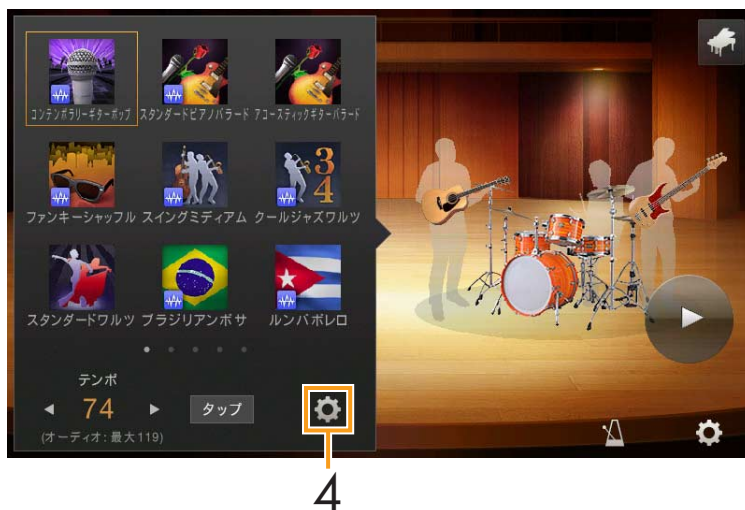 コンテンポラリーギターポップ スタンダードピアノバラード アコースティックギターバラード
3
4
ファンキーシャッフル スイングミディアム クールジャズワルツ
スタンダードワルツ ブラジリアンボサ ルンバボレロ
テンポ
74 タップ
(オーディオ: 最大119)
4